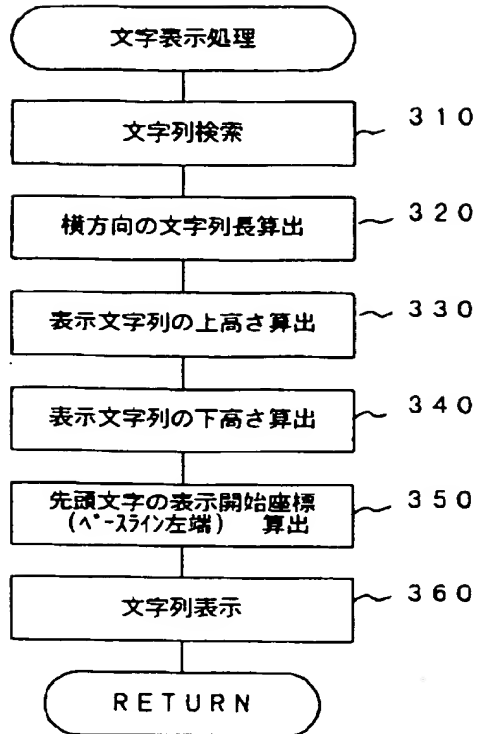 文字表示処理
文字列検索
310
横方向の文字列長算出
320
表示文字列の上高さ算出
330
表示文字列の下高さ算出
340
先頭文字の表示開始座標
(ﾍﾞｰｽﾗｲﾝ左端) 算出
350
文字列表示
360
RETURN